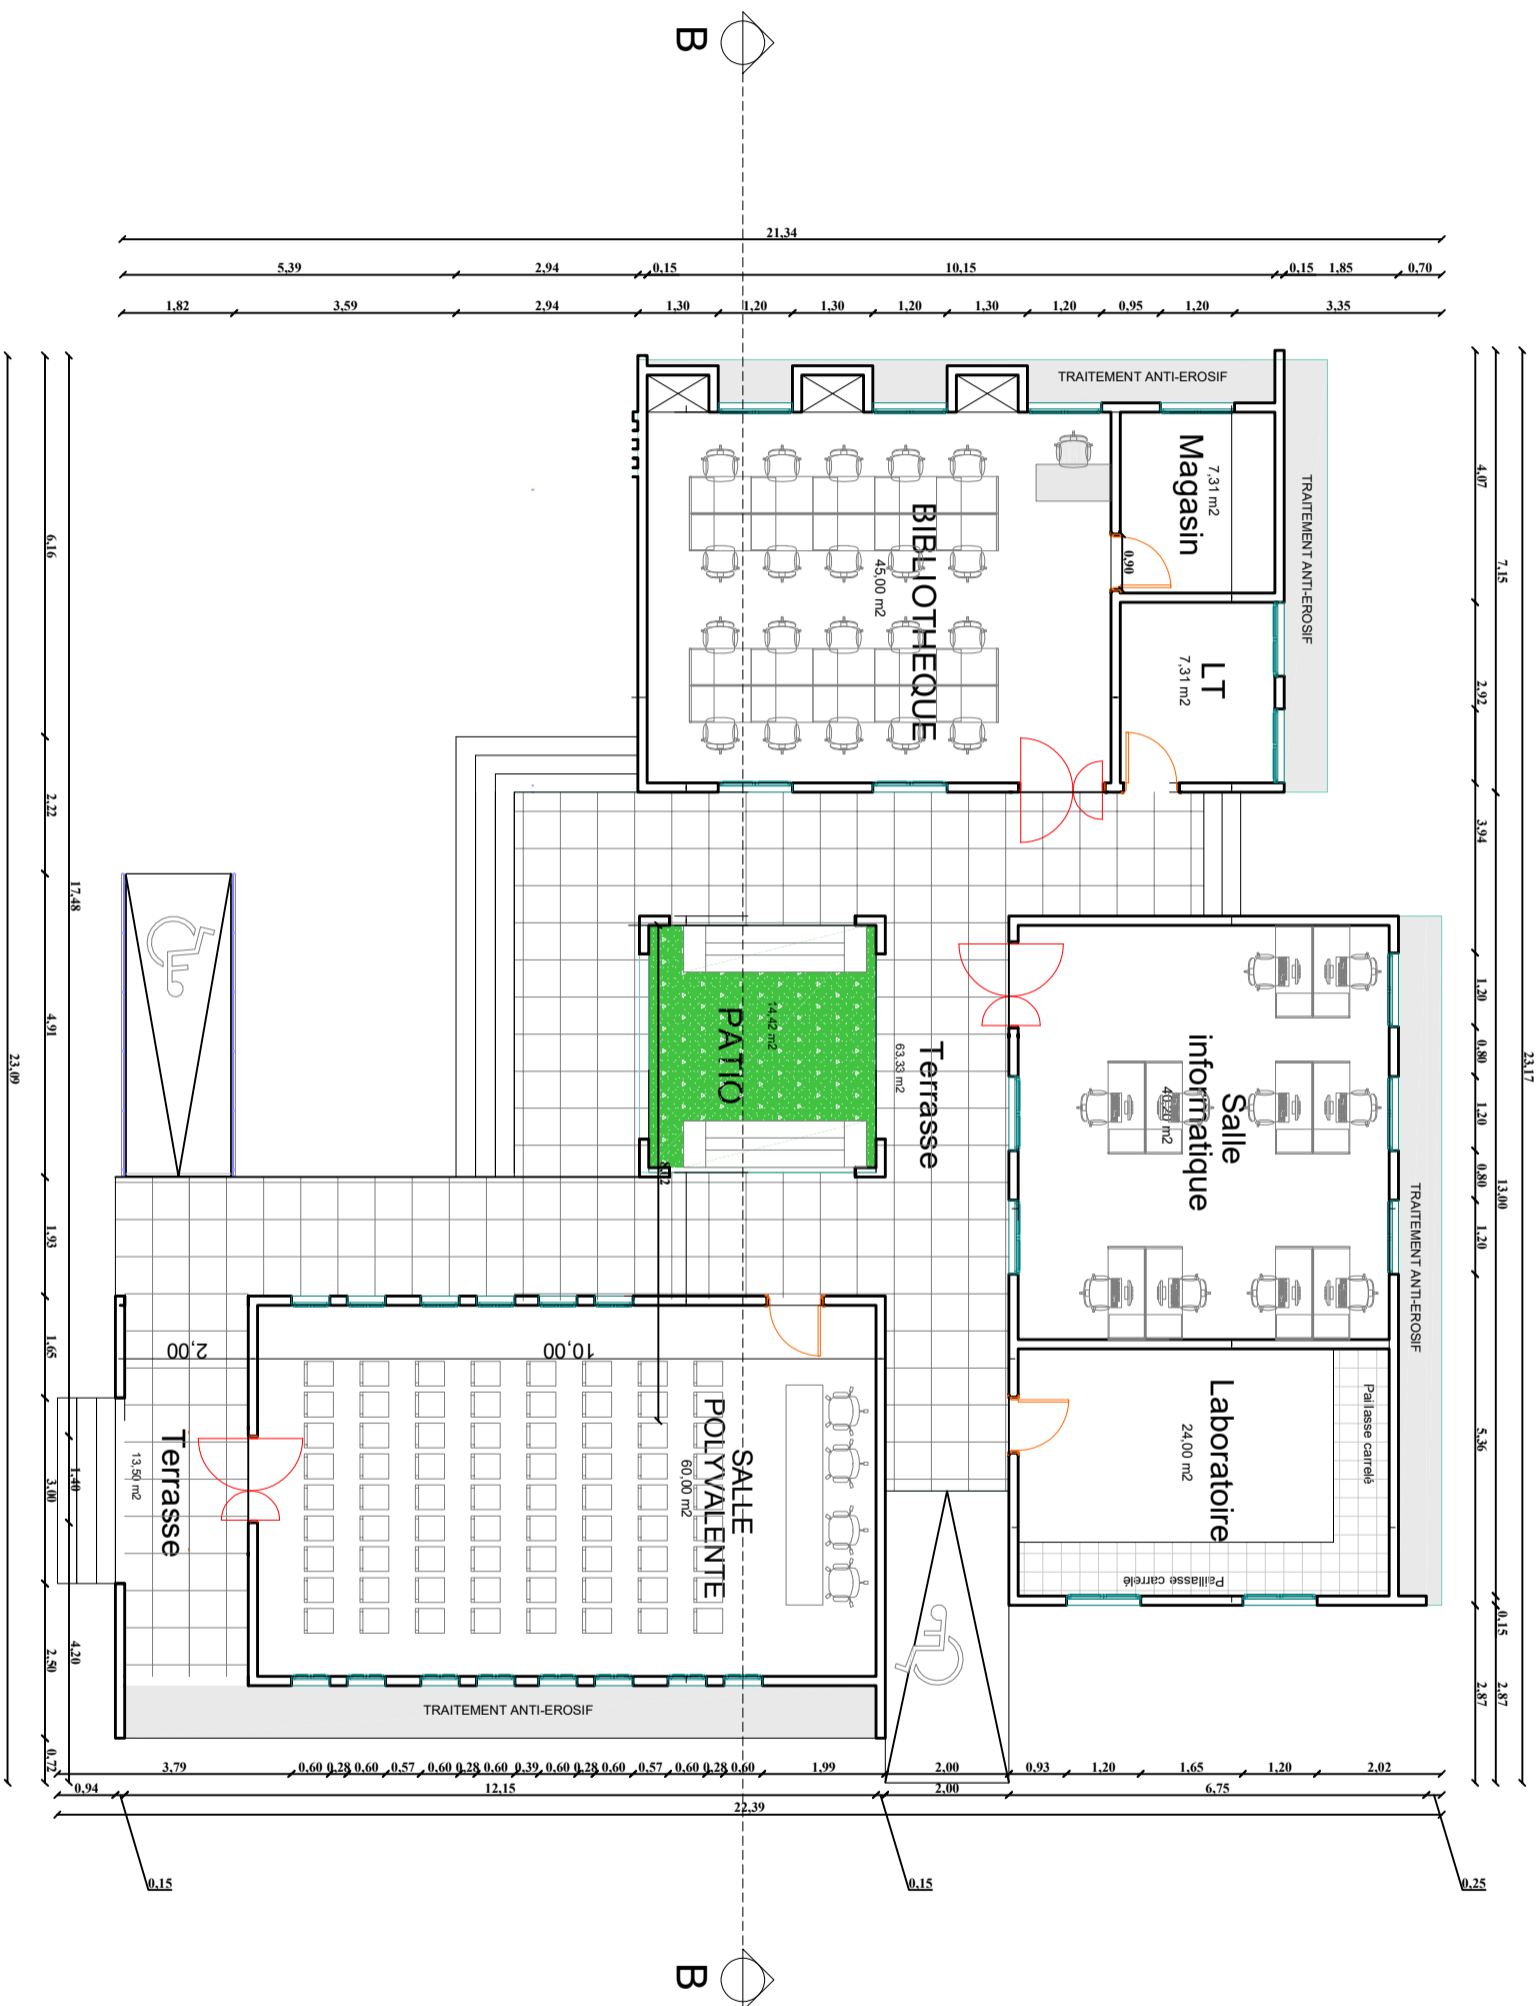 B
21,34
5,39
2,94
0,15
10,15
0,15
1,85
0,70
1,82
3,59
2,94
1,30
1,20
1,30
1,20
1,30
1,20
0,95
1,20
3,35
TRAITEMENT ANTI-EROSIF
TRAITEMENT ANTI-EROSIF
Magasin
7,31 m2
0,90
BIBLIOTHEQUE
45,00 m2
LT
7,31 m2
PATIO
14,42 m2
Terrasse
63,33 m2
Salle
informatique
40,20 m2
TRAITEMENT ANTI-EROSIF
Laboratoire
24,00 m2
Paillasse carrelé
Paillasse carrelé
SALLE
POLYVALENTE
60,00 m2
10,00
2,00
Terrasse
13,50 m2
TRAITEMENT ANTI-EROSIF
23,09
6,16
2,22
4,91
1,93
1,65
3,00
2,50
0,72
17,48
1,40
4,20
4,07
2,92
3,94
1,20
0,80
1,20
0,80
1,20
5,36
2,87
7,15
13,00
0,15
2,87
23,17
3,79
0,60
0,28
0,60
0,57
0,60
0,28
0,60
0,39
0,60
0,28
0,60
0,57
0,60
0,28
0,60
1,99
2,00
0,93
1,20
1,65
1,20
2,02
0,94
12,15
2,00
6,75
22,39
0,15
0,15
0,25
B